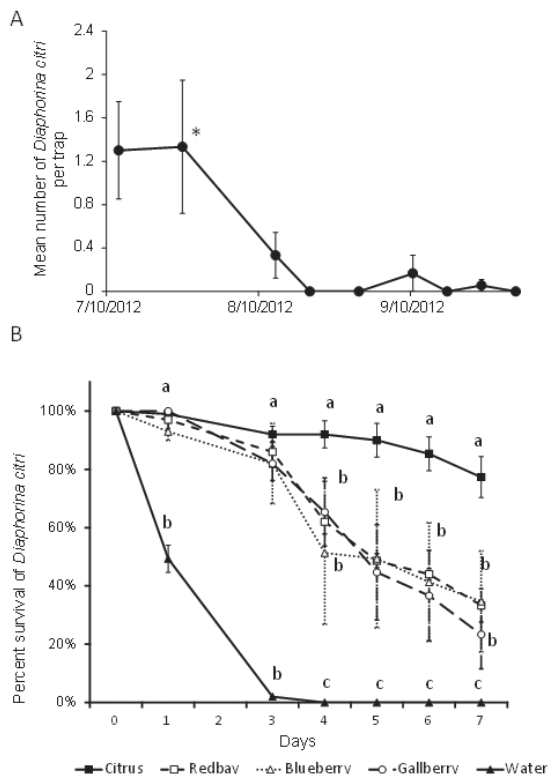 A
Mean number of Diaphorina citri
per trap
2.4
2
1.6
1.2
0.8
0.4
0
*
7/10/2012
8/10/2012
9/10/2012
B
Percent survival of Diaphorina citri
100%
80%
60%
40%
20%
0%
a
a
a
a
a
a
b
b
b
b
b
b
b
b
c
c
c
c
0
1
3
4
5
6
7
Days
Citrus
Redbay
Blueberry
Gallberry
Water